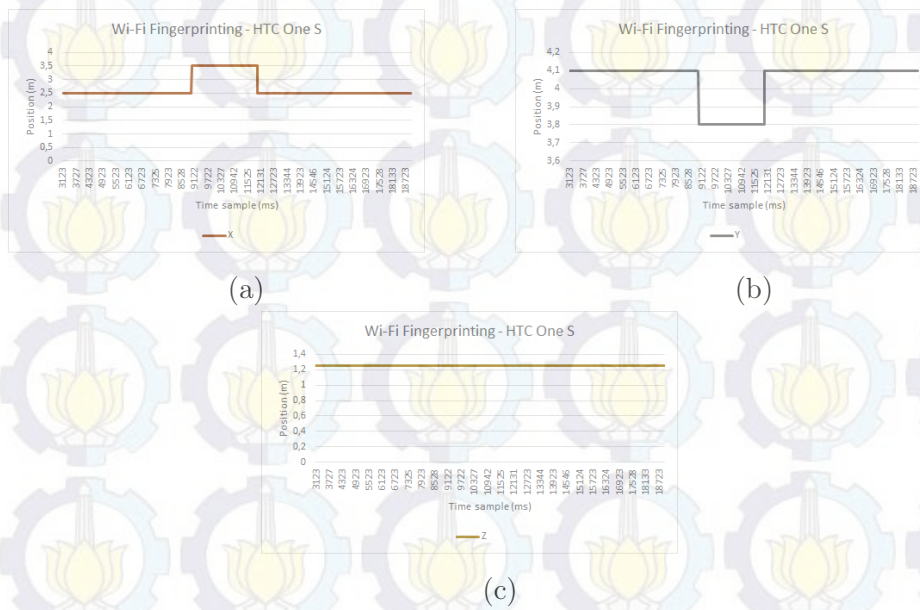 Wi-Fi Fingerprinting - HTC One S
4
3,5
3
2,5
2
1,5
1
0,5
0
Position (m)
3123 3727 4323 4923 5523 6123 6723 7325 7923 8528 9122 9722 10327 10942 11525 12131 12723 13344 13923 14546 15124 15723 16324 16923 17528 18133 18723
Time sample (ms)
X
(a)
Wi-Fi Fingerprinting - HTC One S
4,2
4,1
4
3,9
3,8
3,7
3,6
Position (m)
3123 3727 4323 4923 5523 6123 6723 7325 7923 8528 9122 9722 10327 10942 11525 12131 12723 13344 13923 14546 15124 15723 16324 16923 17528 18133 18723
Time sample (ms)
Y
(b)
Wi-Fi Fingerprinting - HTC One S
1,4
1,2
1
0,8
0,6
0,4
0,2
0
Position (m)
3123 3727 4323 4923 5523 6123 6723 7325 7923 8528 9122 9722 10327 10942 11525 12131 12723 13344 13923 14546 15124 15723 16324 16923 17528 18133 18723
Time sample (ms)
Z
(c)